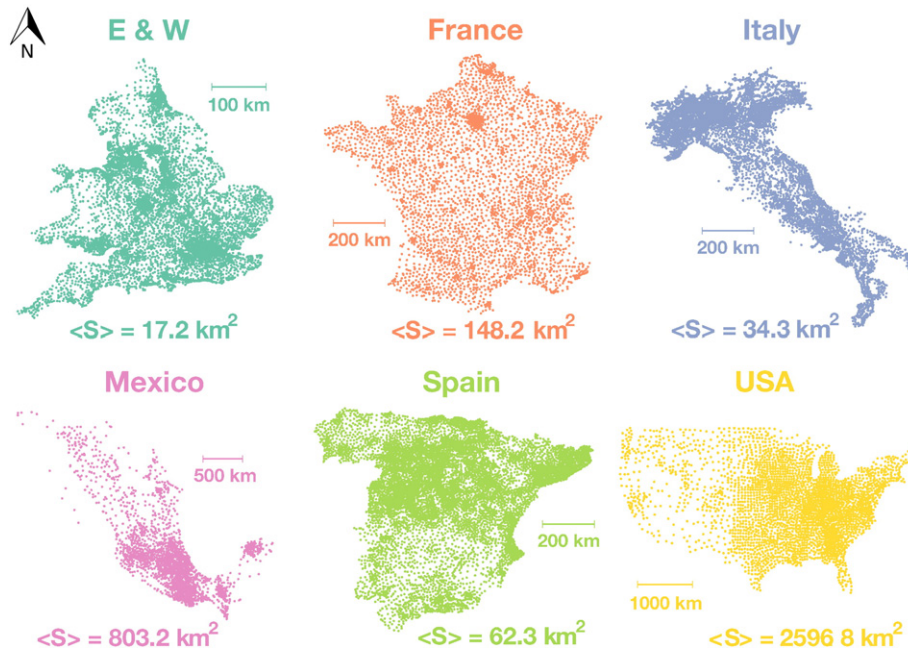 N
E & W
100 km
<S> = 17.2 km²
France
200 km
<S> = 148.2 km²
Italy
200 km
<S> = 34.3 km²
Mexico
500 km
<S> = 803.2 km²
Spain
200 km
<S> = 62.3 km²
USA
1000 km
<S> = 2596 8 km²